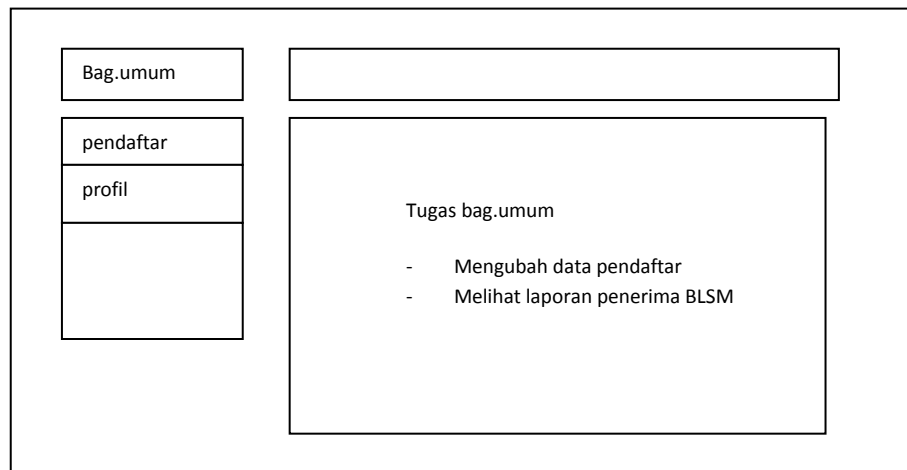 Bag.umum
pendaftar
profil
Tugas bag.umum
- Mengubah data pendaftar
- Melihat laporan penerima BLSM